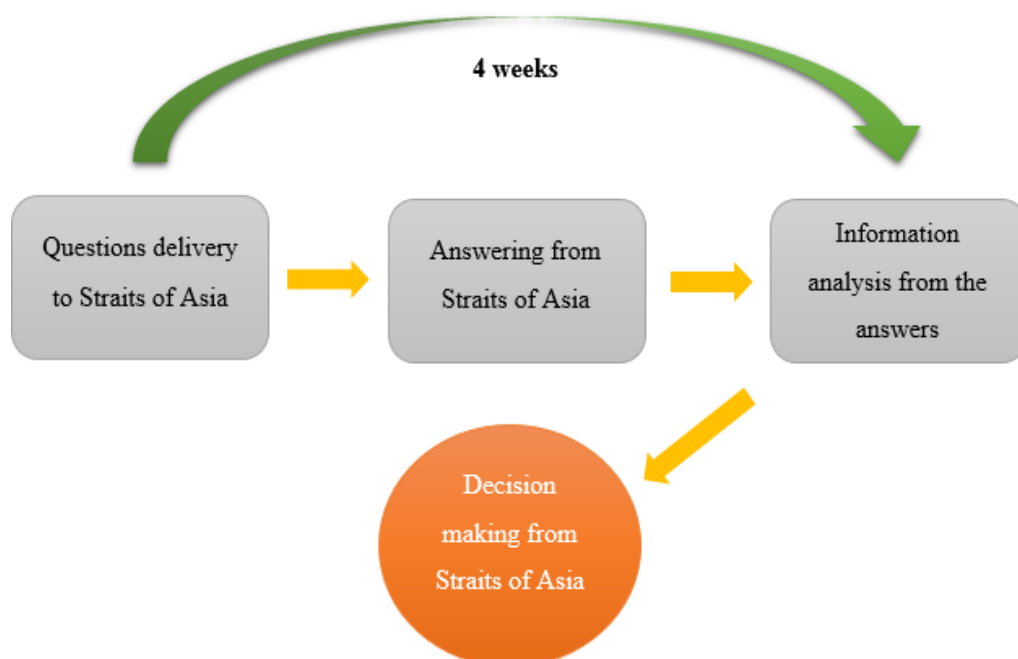 4 weeks
Questions delivery
to Straits of Asia
Answering from
Straits of Asia
Information
analysis from the
answers
Decision
making from
Straits of Asia